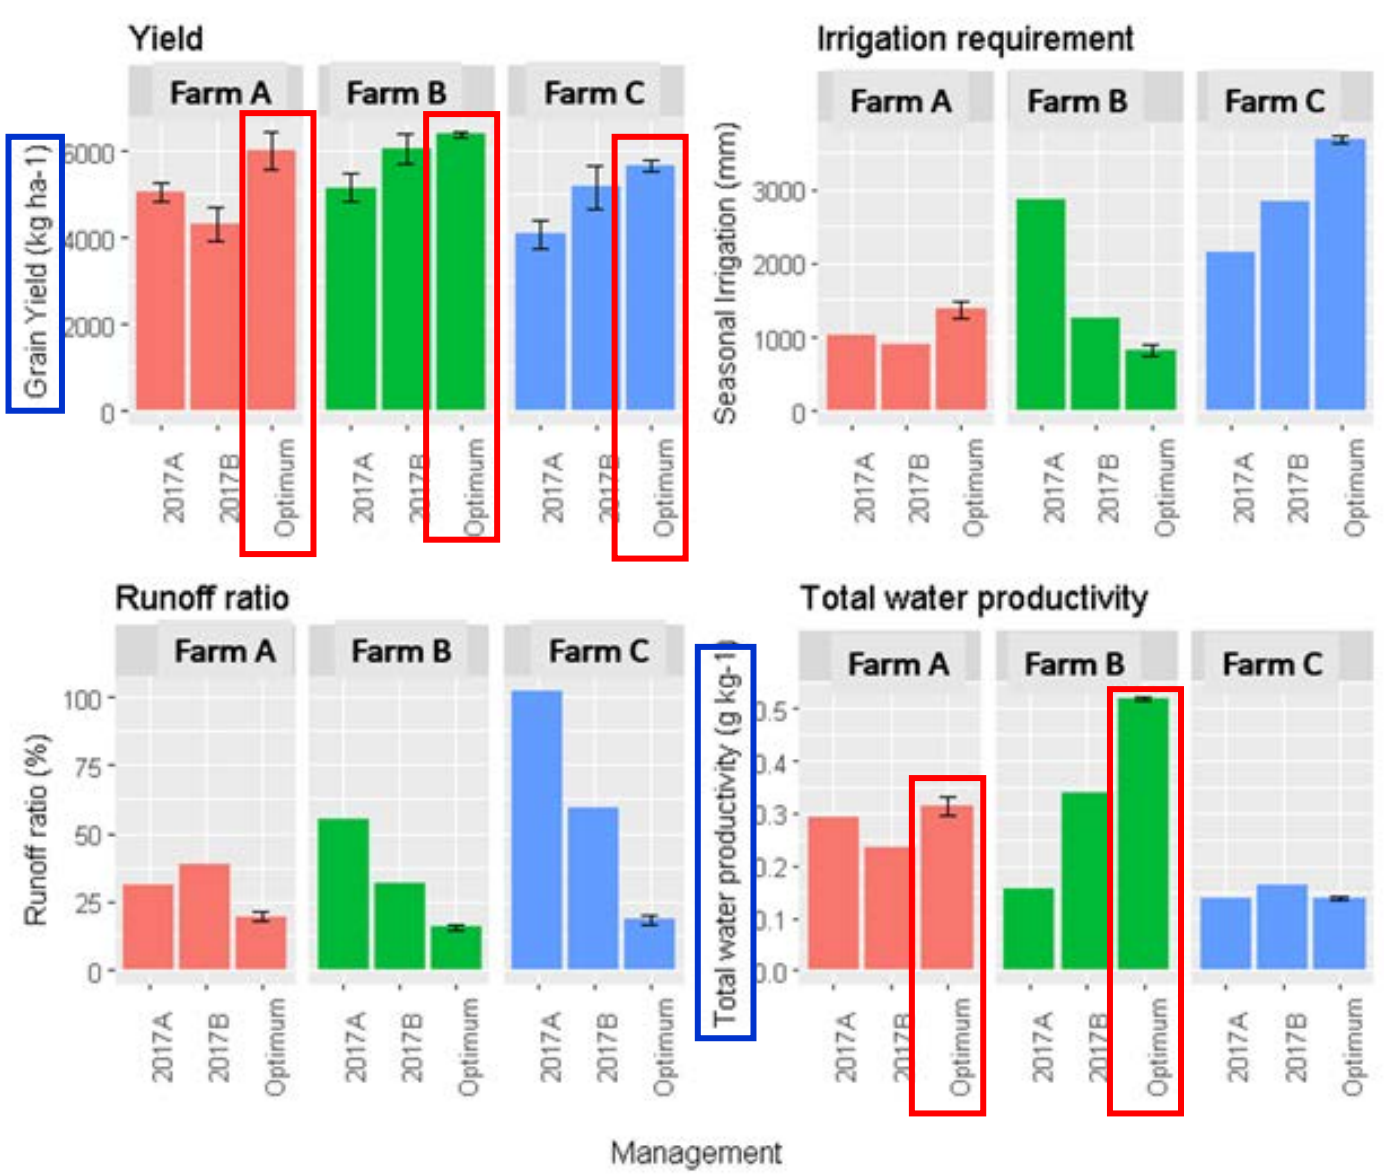 Yield
Farm A Farm B Farm C
Grain Yield (kg ha-1)
6000
4000
2000
0
2017A 2017B Optimum 2017A 2017B Optimum 2017A 2017B Optimum
Irrigation requirement
Farm A Farm B Farm C
Seasonal Irrigation (mm)
3000
2000
1000
0
2017A 2017B Optimum 2017A 2017B Optimum 2017A 2017B Optimum
Runoff ratio
Farm A Farm B Farm C
Runoff ratio (%)
100
75
50
25
0
2017A 2017B Optimum 2017A 2017B Optimum 2017A 2017B Optimum
Total water productivity
Farm A Farm B Farm C
Total water productivity (g kg-1)
0.5
0.4
0.3
0.2
0.1
0.0
2017A 2017B Optimum 2017A 2017B Optimum 2017A 2017B Optimum
Management